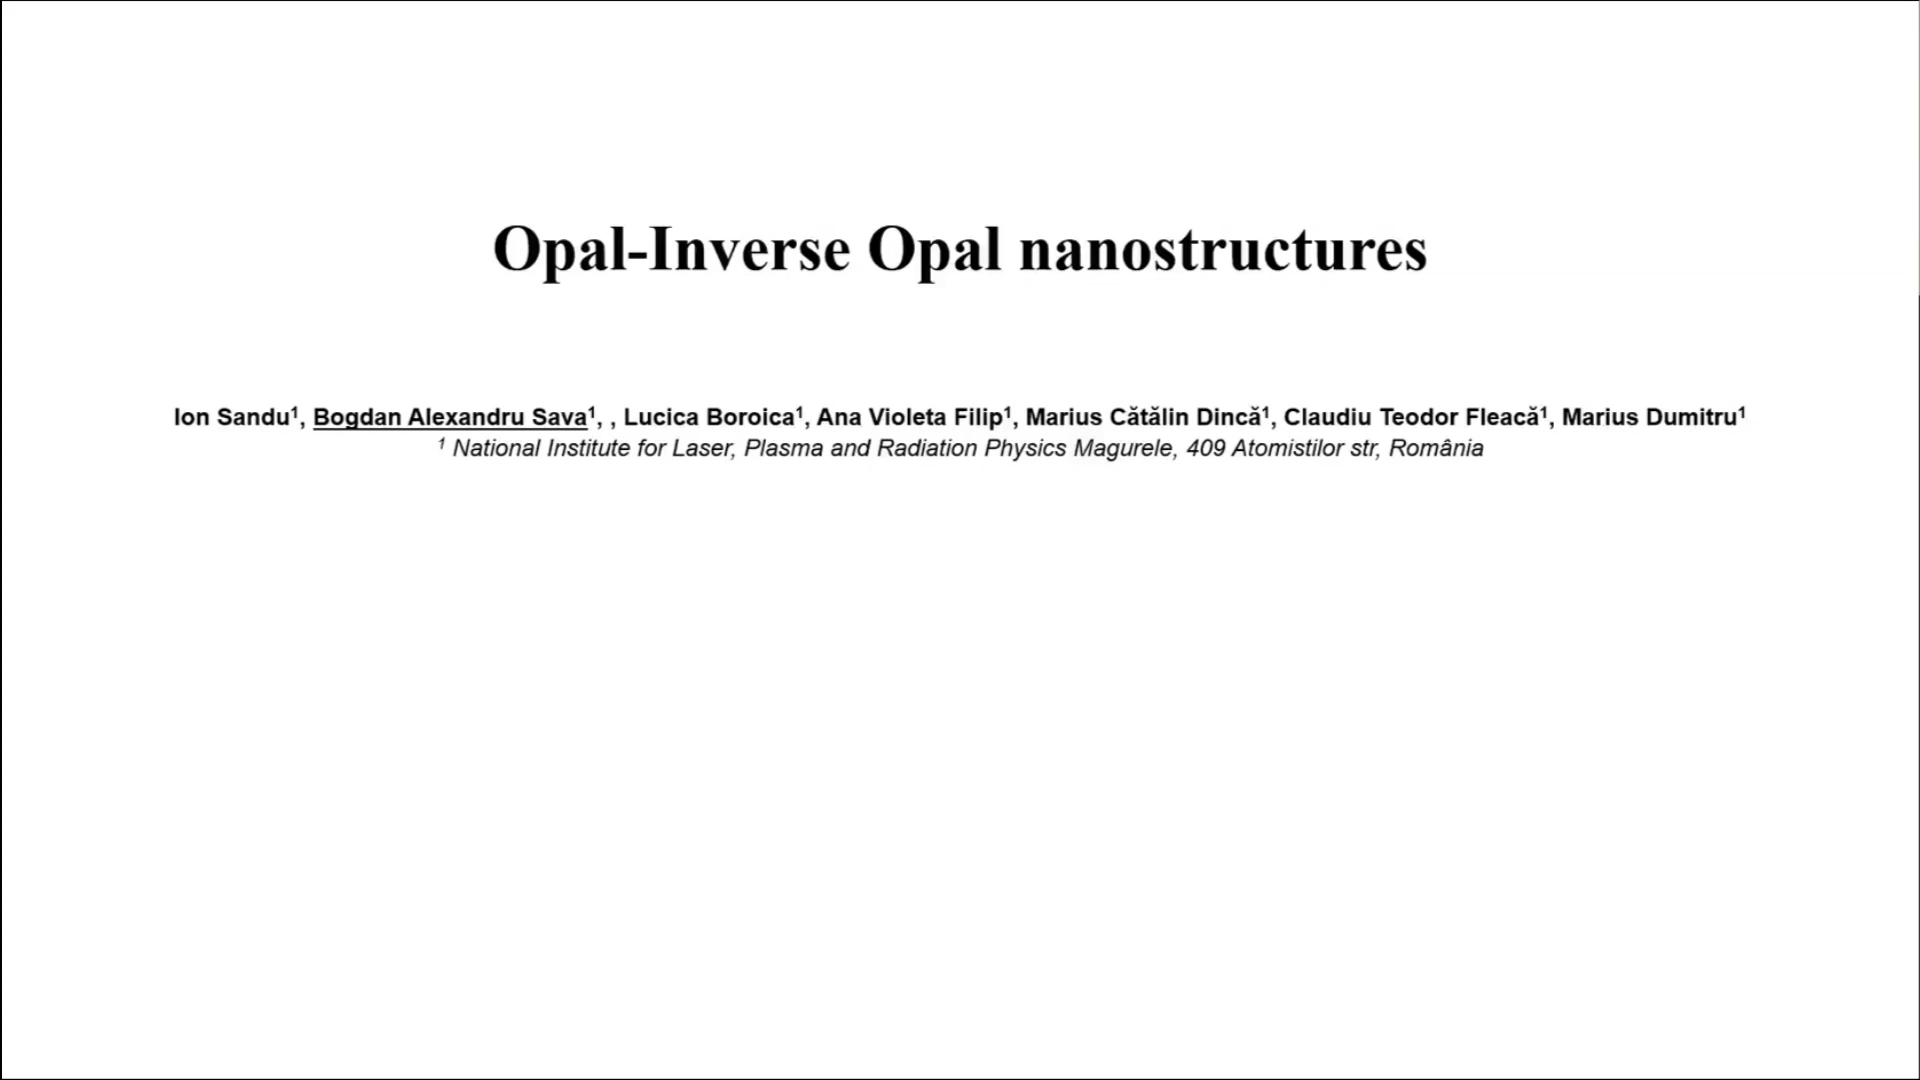 Opal-Inverse Opal nanostructures
Ion Sandu¹, Bogdan Alexandru Sava¹, , Lucica Boroica¹, Ana Violeta Filip¹, Marius Cătălin Dincă¹, Claudiu Teodor Fleacă¹, Marius Dumitru¹
¹ National Institute for Laser, Plasma and Radiation Physics Magurele, 409 Atomistilor str, România